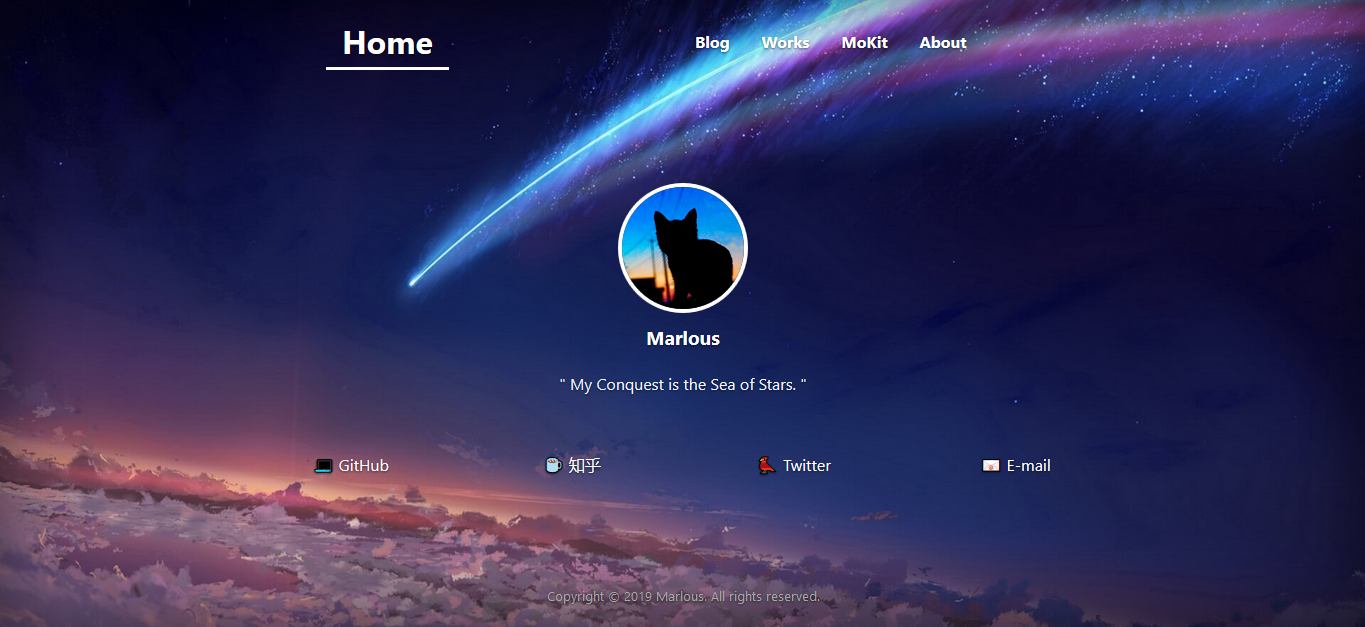 Home Blog Works MoKit About
Marlous
" My Conquest is the Sea of Stars. "
GitHub 知乎 Twitter E-mail
Copyright © 2019 Marlous. All rights reserved.